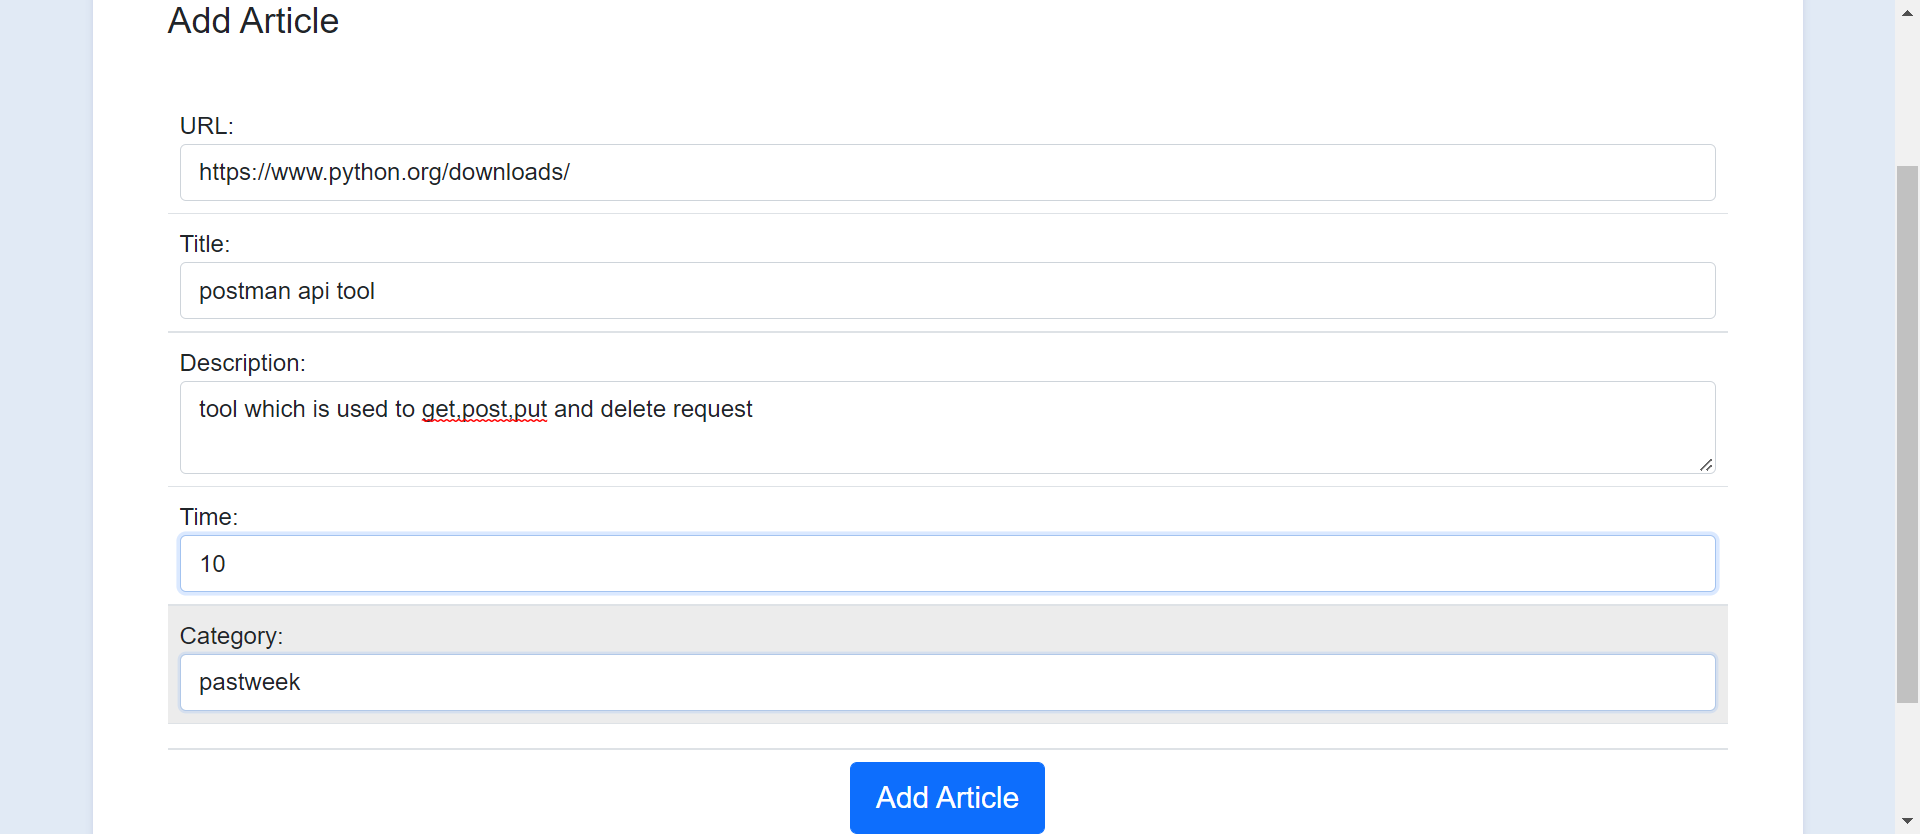 Add Article
URL:
https://www.python.org/downloads/
Title:
postman api tool
Description:
tool which is used to get,post,put and delete request
Time:
10
Category:
pastweek
Add Article